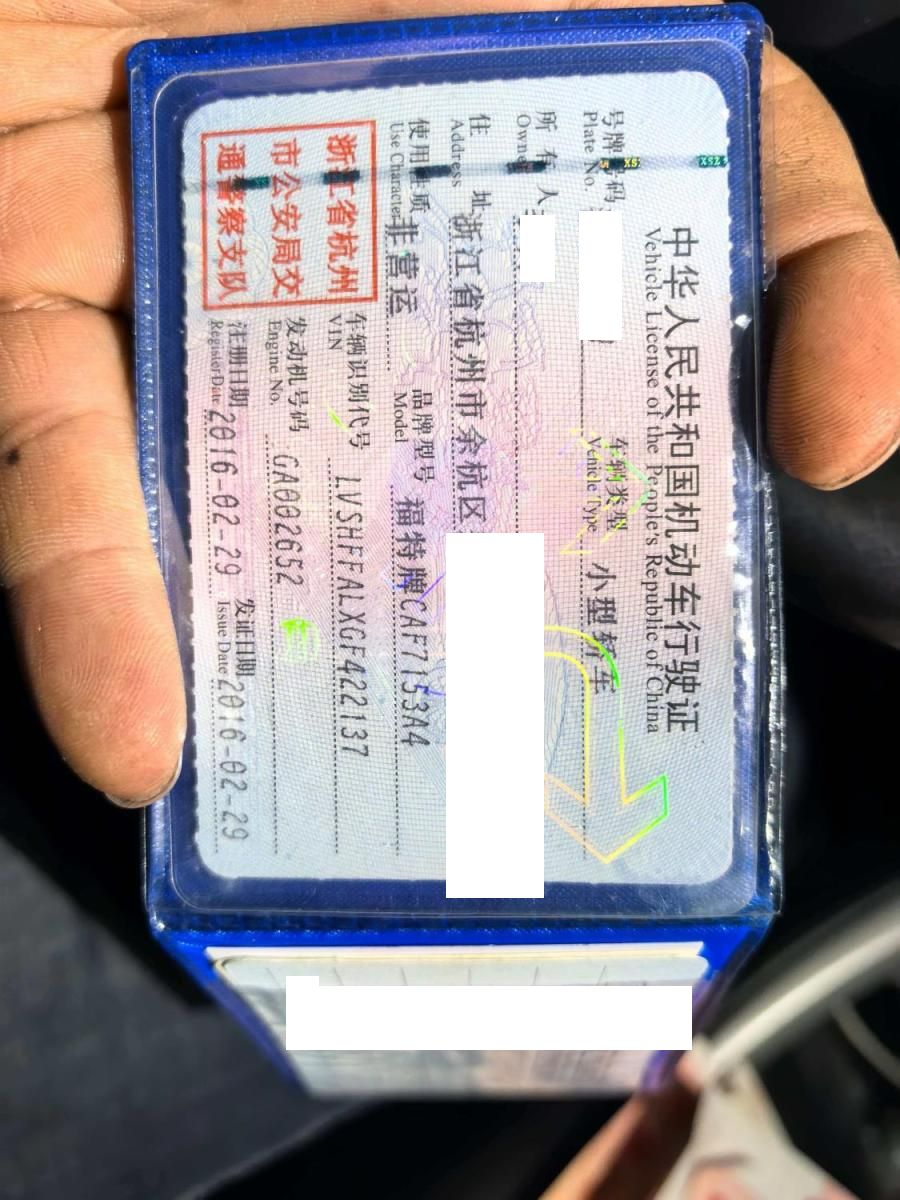 中华人民共和国机动车行驶证
Vehicle License of the People's Republic of China
号牌号码
Plate No.
车辆类型 小型轿车
Vehicle Type
所有人
Owner
住址 浙江省杭州市余杭区
Address
使用性质 非营运
Use Character
品牌型号 福特牌CAF7153A4
Model
浙江省杭州
市公安局交
通警察支队
车辆识别代号 LVSHFFALXGF422137
VIN
发动机号码 GA002652
Engine No.
注册日期 2016-02-29
Register Date
发证日期 2016-02-29
Issue Date
XSZ